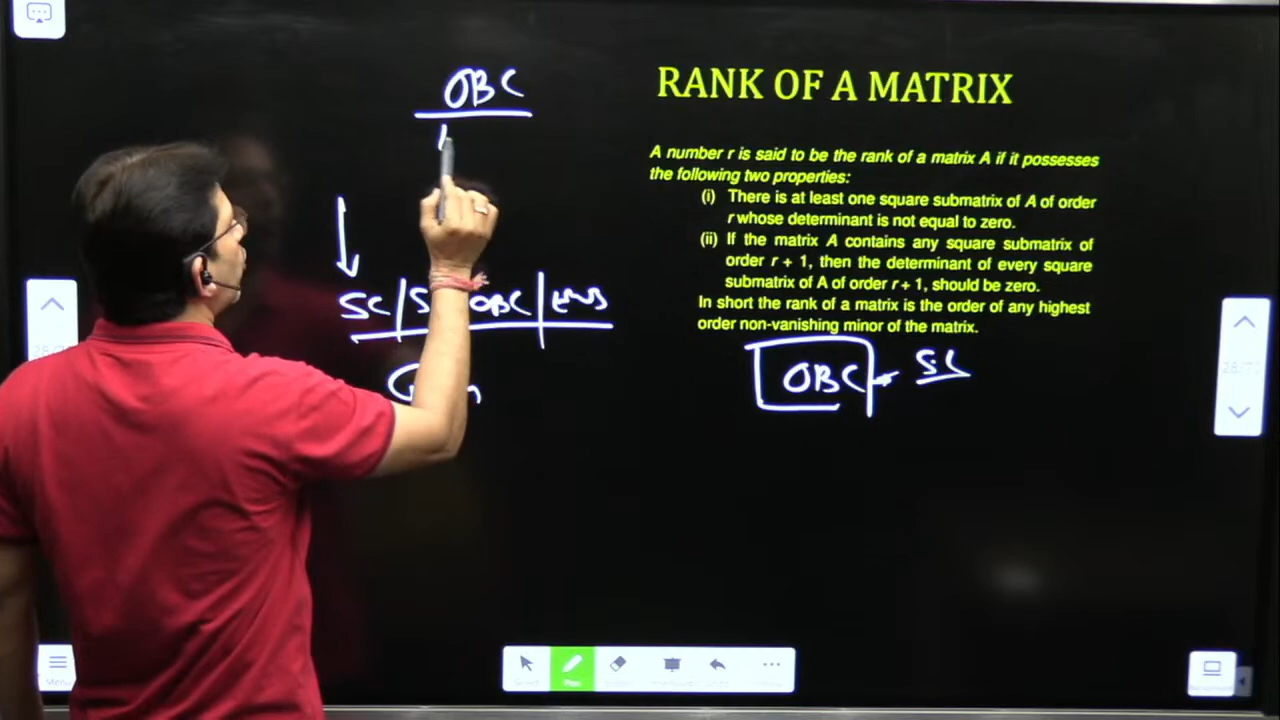 OBC
RANK OF A MATRIX
A number r is said to be the rank of a matrix A if it possesses
the following two properties:
(i) There is at least one square submatrix of A of order
r whose determinant is not equal to zero.
(ii) If the matrix A contains any square submatrix of
order r + 1, then the determinant of every square
submatrix of A of order r + 1, should be zero.
In short the rank of a matrix is the order of any highest
order non-vanishing minor of the matrix.
SC OBC EWS
OBC SC
Menu
Pen